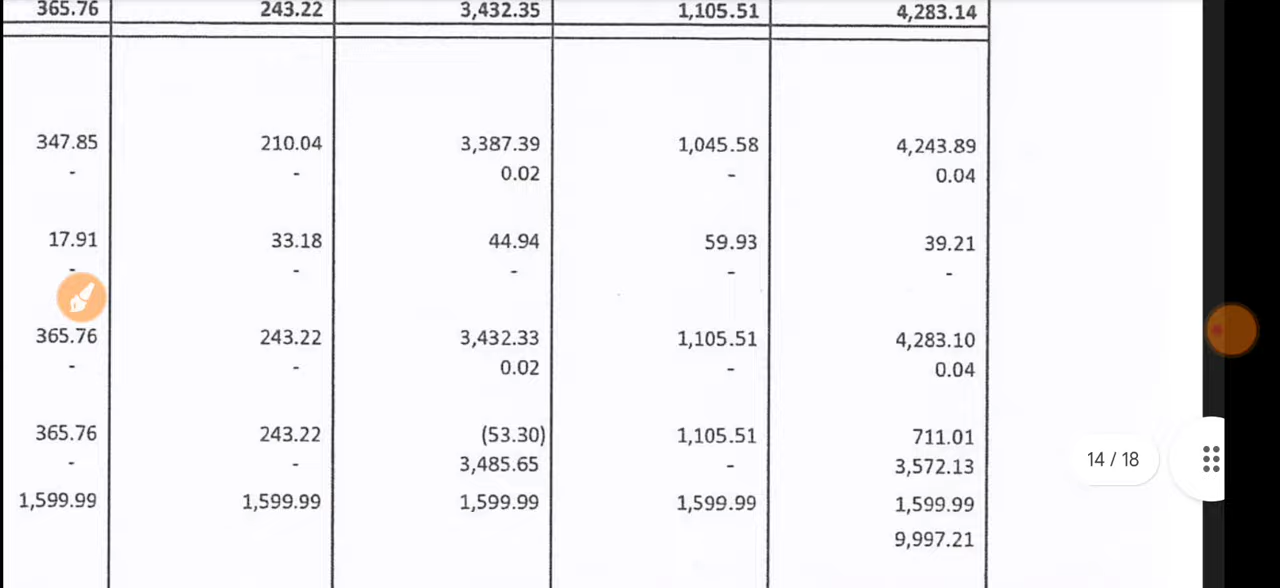 365.76 243.22 3,432.35 1,105.51 4,283.14
347.85 210.04 3,387.39 1,045.58 4,243.89
- - 0.02 - 0.04
17.91 33.18 44.94 59.93 39.21
- - - - -
365.76 243.22 3,432.33 1,105.51 4,283.10
- - 0.02 - 0.04
365.76 243.22 (53.30) 1,105.51 711.01
- - 3,485.65 - 3,572.13
14 / 18
1,599.99 1,599.99 1,599.99 1,599.99 1,599.99
9,997.21